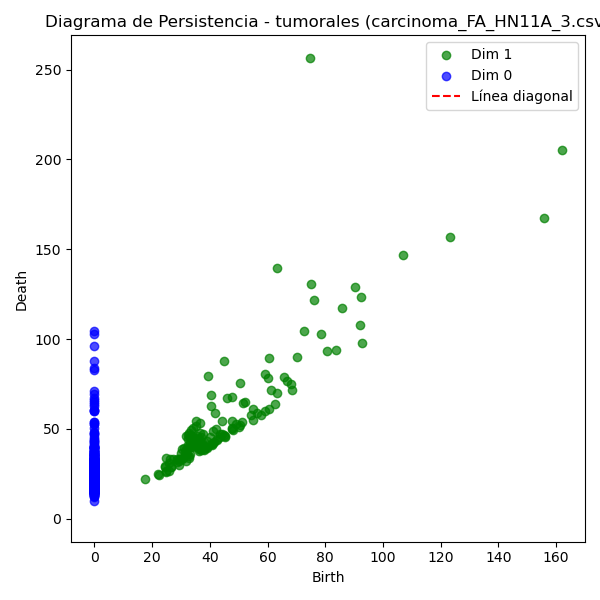 Diagrama de Persistencia - tumorales (carcinoma_FA_HN11A_3.csv
Dim 1
Dim 0
Línea diagonal
Death
250
200
150
100
50
0
0 20 40 60 80 100 120 140 160
Birth